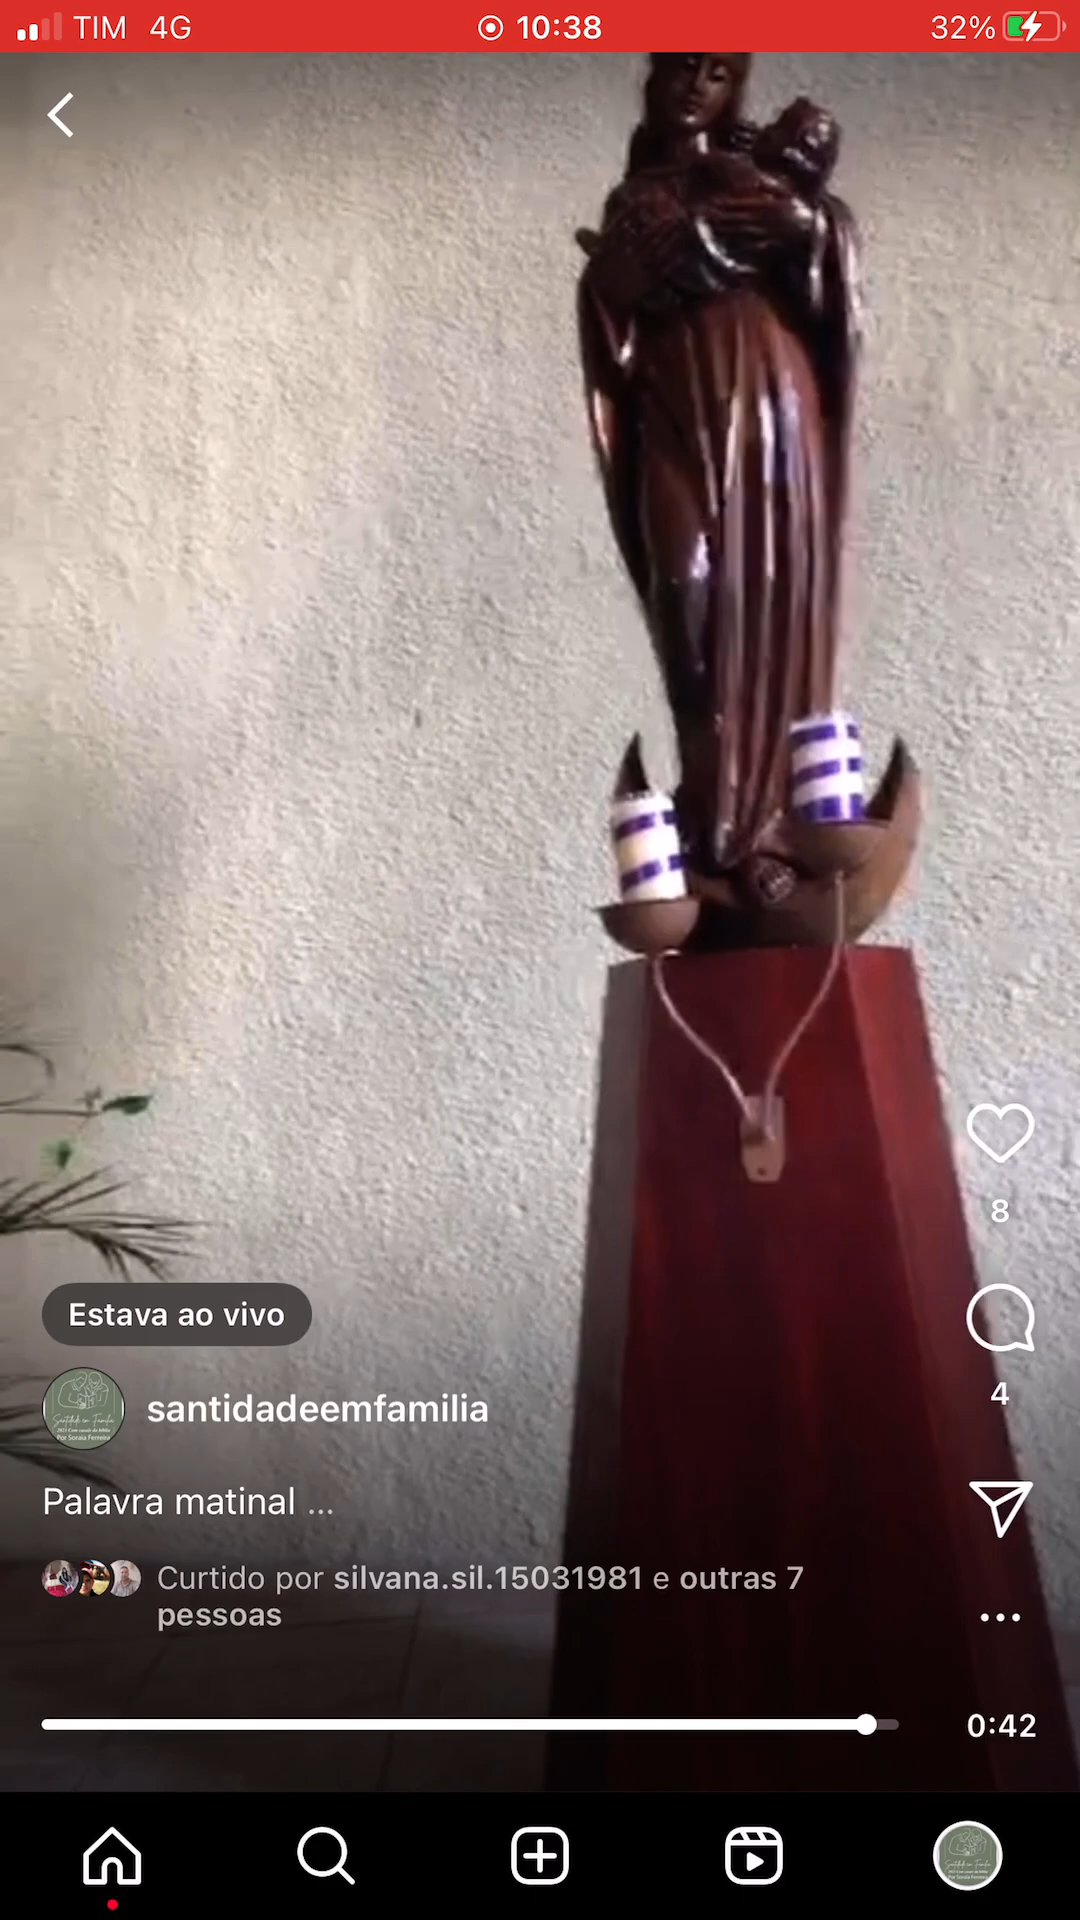 TIM 4G 10:38 32%
8
Estava ao vivo
4
santidadeemfamilia
Palavra matinal ...
Curtido por silvana.sil.15031981 e outras 7
pessoas
0:42